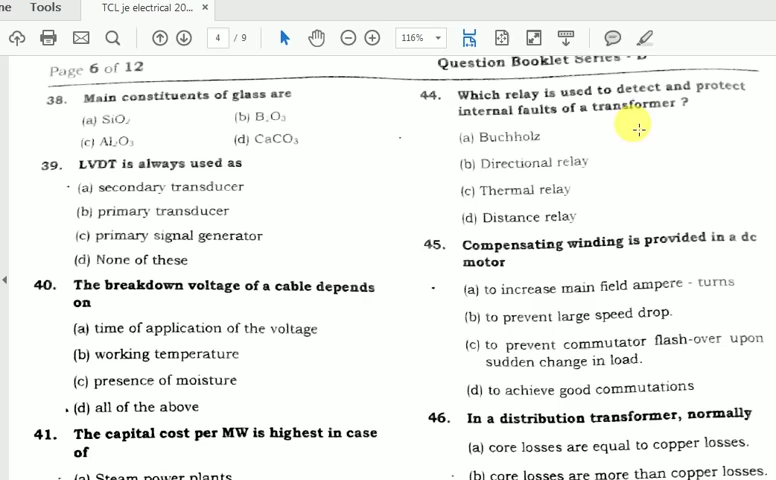 ne
Tools
TCL je electrical 20...
×
4 / 9
116%
Page 6 of 12
Question Booklet Series -
38. Main constituents of glass are
(a) SiO2
(b) B2O3
(c) Al2O3
(d) CaCO3
39. LVDT is always used as
(a) secondary transducer
(b) primary transducer
(c) primary signal generator
(d) None of these
40. The breakdown voltage of a cable depends
on
(a) time of application of the voltage
(b) working temperature
(c) presence of moisture
(d) all of the above
41. The capital cost per MW is highest in case
of
(a) Steam power plants
44. Which relay is used to detect and protect
internal faults of a transformer ?
(a) Buchholz
(b) Directional relay
(c) Thermal relay
(d) Distance relay
45. Compensating winding is provided in a dc
motor
(a) to increase main field ampere - turns
(b) to prevent large speed drop.
(c) to prevent commutator flash-over upon
sudden change in load.
(d) to achieve good commutations
46. In a distribution transformer, normally
(a) core losses are equal to copper losses.
(b) core losses are more than copper losses.